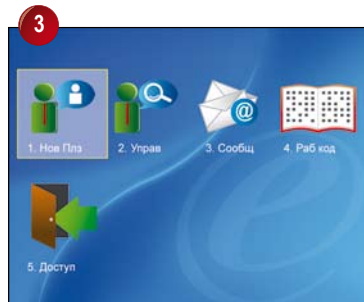 3
1. Нов Плз
2. Управ
3. Сообщ
4. Раб код
@
5. Доступ